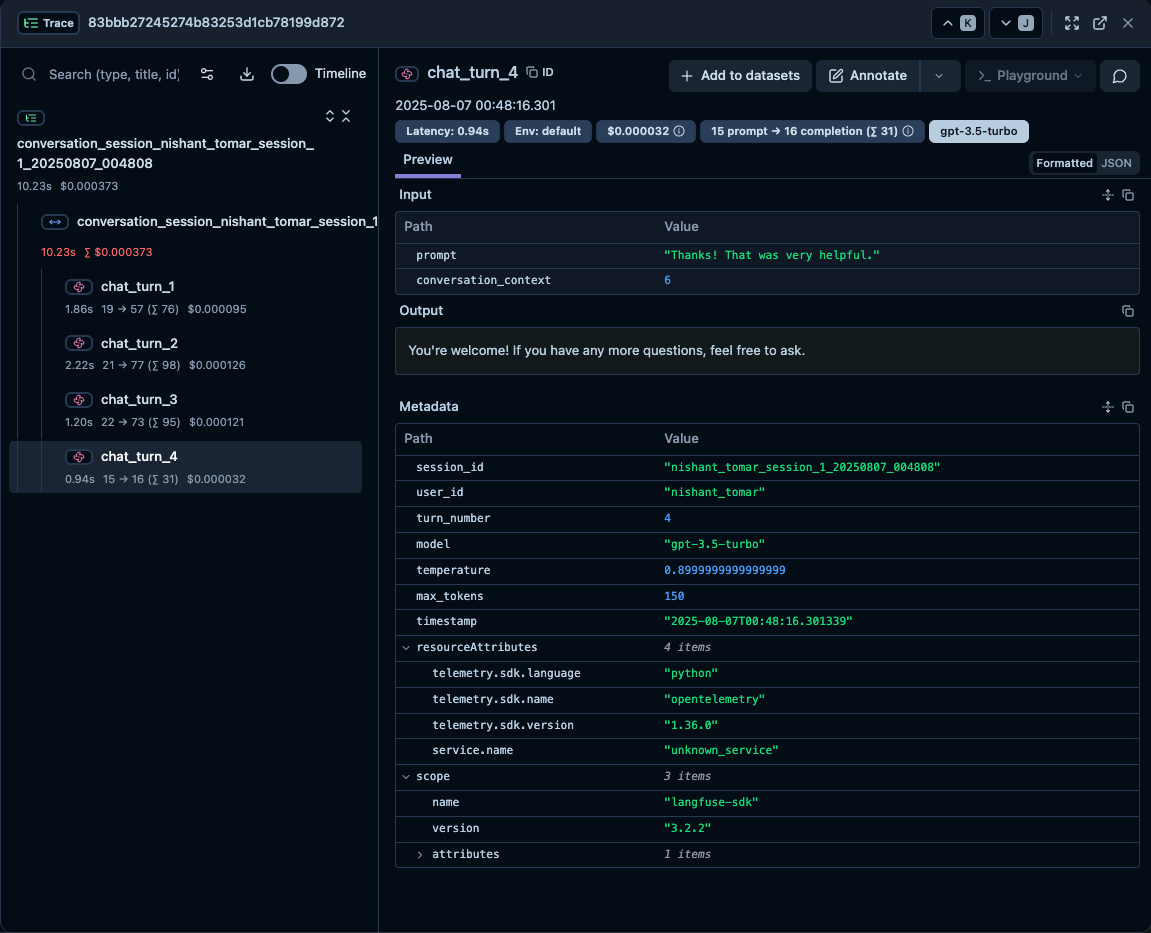 Trace 83bbb27245274b83253d1cb78199d872 K J
Search (type, title, id) Timeline
conversation_session_nishant_tomar_session_
1_20250807_004808
10.23s $0.000373
conversation_session_nishant_tomar_session_1
10.23s ∑ $0.000373
chat_turn_1
1.86s 19 → 57 (∑ 76) $0.000095
chat_turn_2
2.22s 21 → 77 (∑ 98) $0.000126
chat_turn_3
1.20s 22 → 73 (∑ 95) $0.000121
chat_turn_4
0.94s 15 → 16 (∑ 31) $0.000032
chat_turn_4 ID
Add to datasets Annotate Playground
2025-08-07 00:48:16.301
Latency: 0.94s Env: default $0.000032 15 prompt → 16 completion (∑ 31) gpt-3.5-turbo
Preview
Formatted JSON
Input
Path Value
prompt "Thanks! That was very helpful."
conversation_context 6
Output
You're welcome! If you have any more questions, feel free to ask.
Metadata
Path Value
session_id "nishant_tomar_session_1_20250807_004808"
user_id "nishant_tomar"
turn_number 4
model "gpt-3.5-turbo"
temperature 0.8999999999999999
max_tokens 150
timestamp "2025-08-07T00:48:16.301339"
resourceAttributes 4 items
telemetry.sdk.language "python"
telemetry.sdk.name "opentelemetry"
telemetry.sdk.version "1.36.0"
service.name "unknown_service"
scope 3 items
name "langfuse-sdk"
version "3.2.2"
attributes 1 items